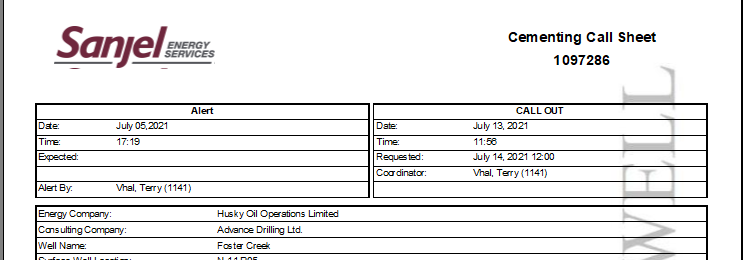 Sanjel ENERGY SERVICES
Cementing Call Sheet
1097286
Alert
Date: July 05,2021
Time: 17:19
Expected:
Alert By: Vhal, Terry (1141)
CALL OUT
Date: July 13, 2021
Time: 11:56
Requested: July 14, 2021 12:00
Coordinator: Vhal, Terry (1141)
Energy Company: Husky Oil Operations Limited
Consulting Company: Advance Drilling Ltd.
Well Name: Foster Creek
WELL